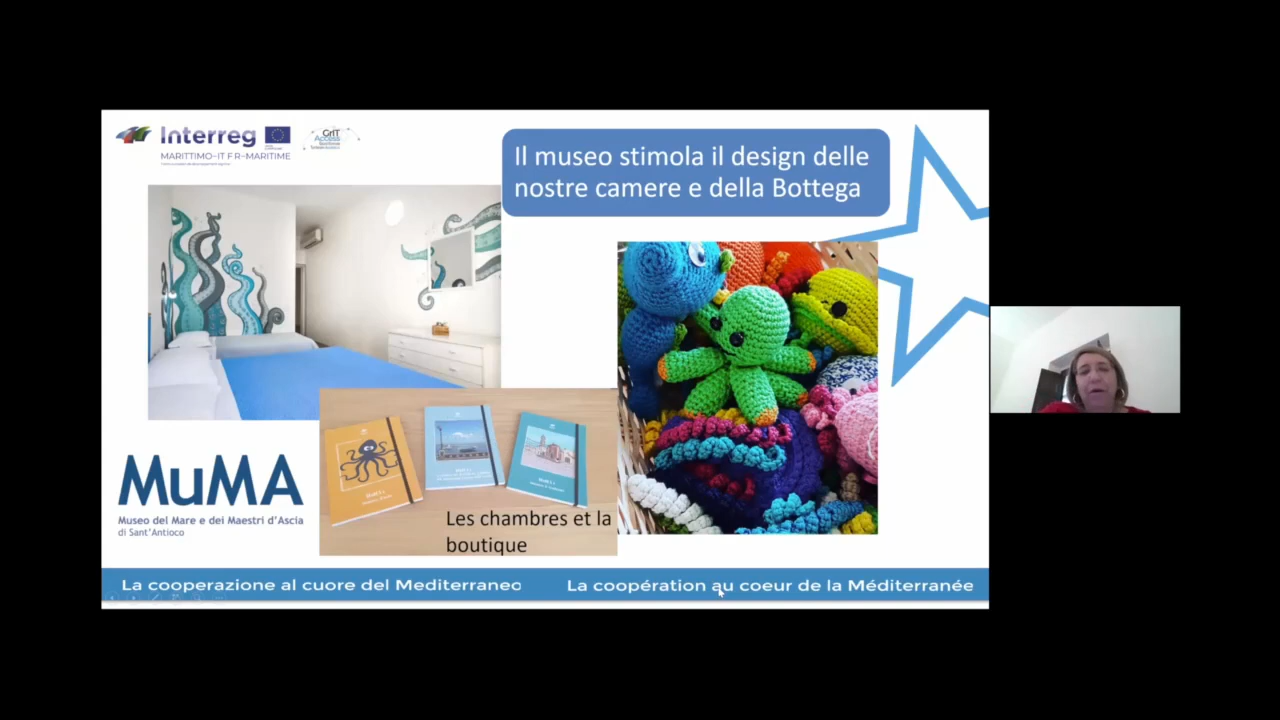 Interreg
MARITTIMO-IT FR-MARITIME
GrIT
Access
Il museo stimola il design delle
nostre camere e della Bottega
MuMA
Museo del Mare e dei Maestri d'Ascia
di Sant'Antioco
Les chambres et la
boutique
La cooperazione al cuore del Mediterraneo
La coopération au coeur de la Méditerranée